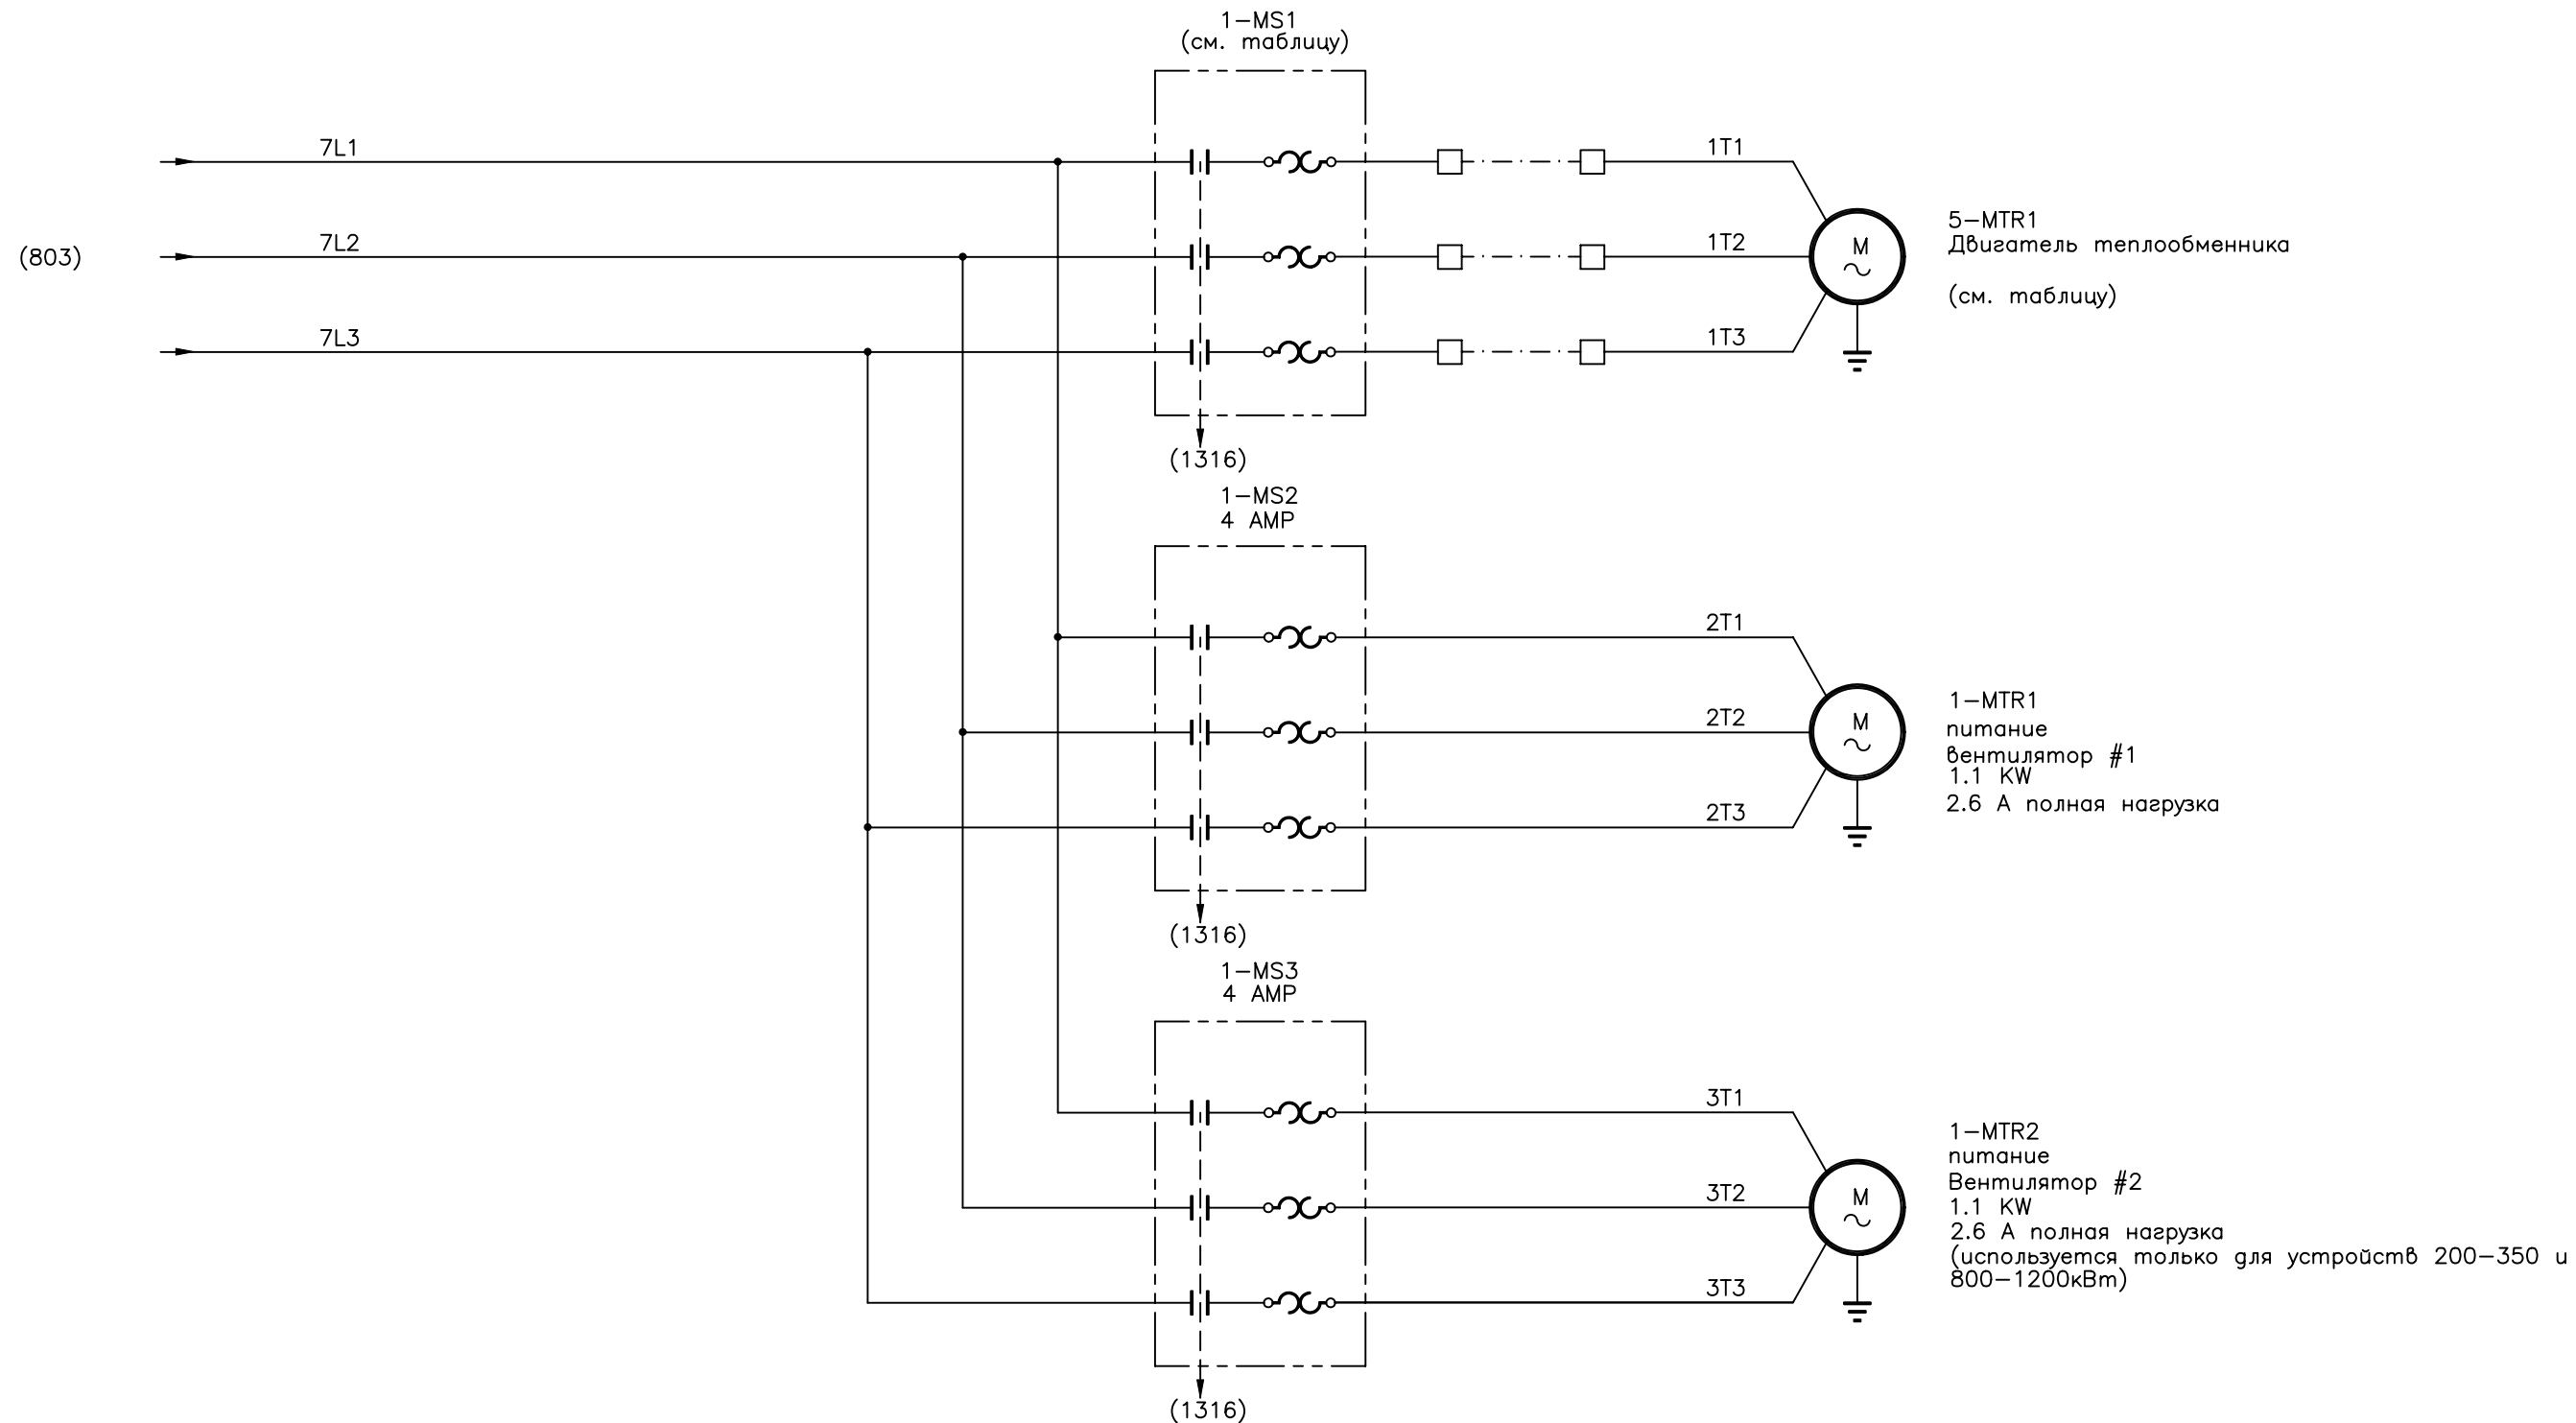 1-MS1
(см. таблицу)
7L1
1T1
(803)
7L2
1T2
M
5-MTR1
Двигатель теплообменника
(см. таблицу)
7L3
1T3
(1316)
1-MS2
4 AMP
2T1
2T2
M
1-MTR1
питание
вентилятор #1
1.1 KW
2.6 А полная нагрузка
2T3
(1316)
1-MS3
4 AMP
3T1
3T2
M
1-MTR2
питание
Вентилятор #2
1.1 KW
2.6 А полная нагрузка
(используется только для устройств 200-350 и
800-1200кВт)
3T3
(1316)